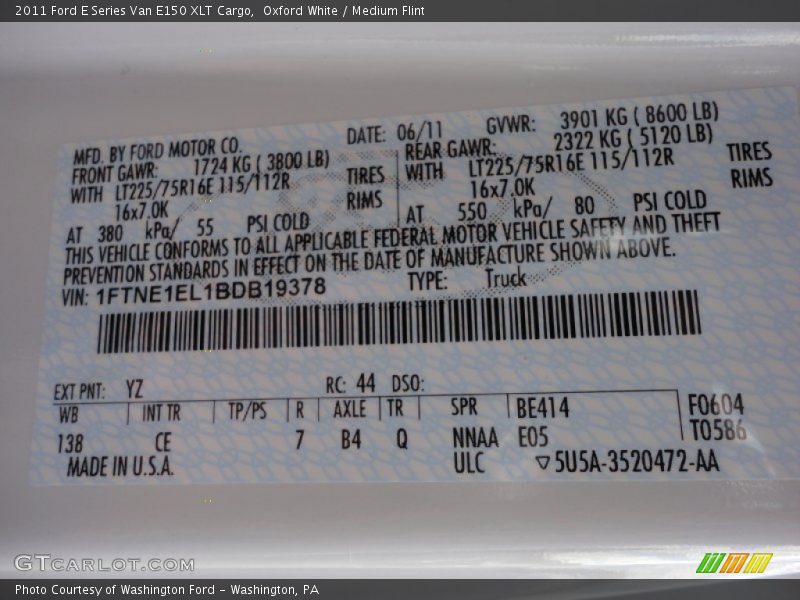 2011 Ford E Series Van E150 XLT Cargo,  Oxford White / Medium Flint
MFD. BY FORD MOTOR CO.
DATE: 06/11
GVWR: 3901 KG ( 8600 LB)
FRONT GAWR: 1724 KG ( 3800 LB)
WITH LT225/75R16E 115/112R TIRES
16x7.0K RIMS
AT 380 kPa/ 55 PSI COLD
REAR GAWR: 2322 KG ( 5120 LB)
WITH LT225/75R16E 115/112R TIRES
16x7.0K RIMS
AT 550 kPa/ 80 PSI COLD
THIS VEHICLE CONFORMS TO ALL APPLICABLE FEDERAL MOTOR VEHICLE SAFETY AND THEFT
PREVENTION STANDARDS IN EFFECT ON THE DATE OF MANUFACTURE SHOWN ABOVE.
VIN: 1FTNE1EL1BDB19378 TYPE: Truck
EXT PNT: YZ RC: 44 DSO:
WB INT TR TP/PS R AXLE TR SPR BE414 F0604
138 CE 7 B4 Q NNAA E05 T0586
MADE IN U.S.A. ULC ▽5U5A-3520472-AA
GTCARLOT.COM
Photo Courtesy of Washington Ford - Washington, PA